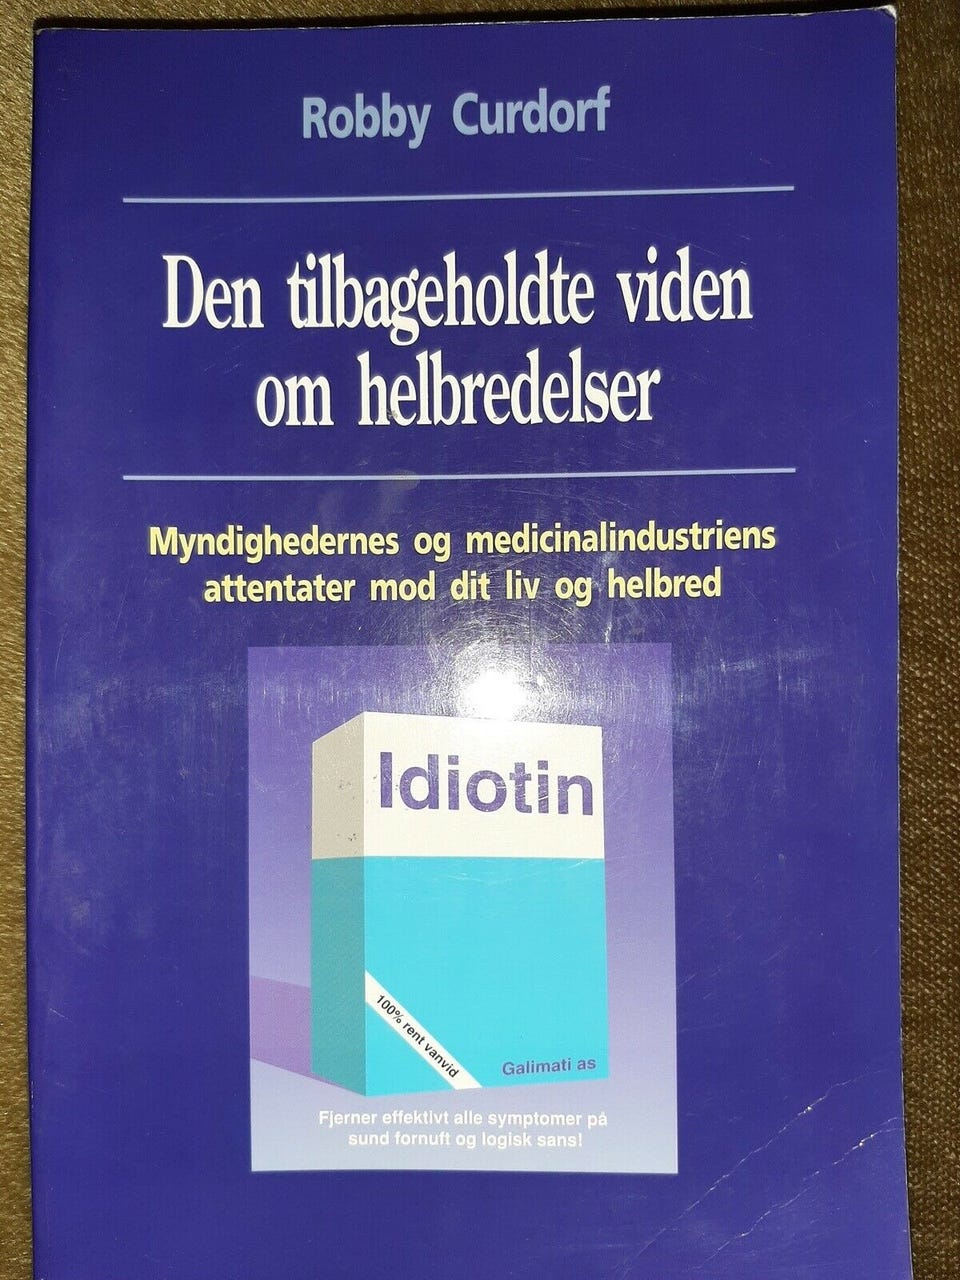 Robby Curdorf
Den tilbageholdte viden
om helbredelser
Myndighedernes og medicinalindustriens
attentater mod dit liv og helbred
Idiotin
100% rent vanvid
Galimati as
Fjerner effektivt alle symptomer på
sund fornuft og logisk sans!